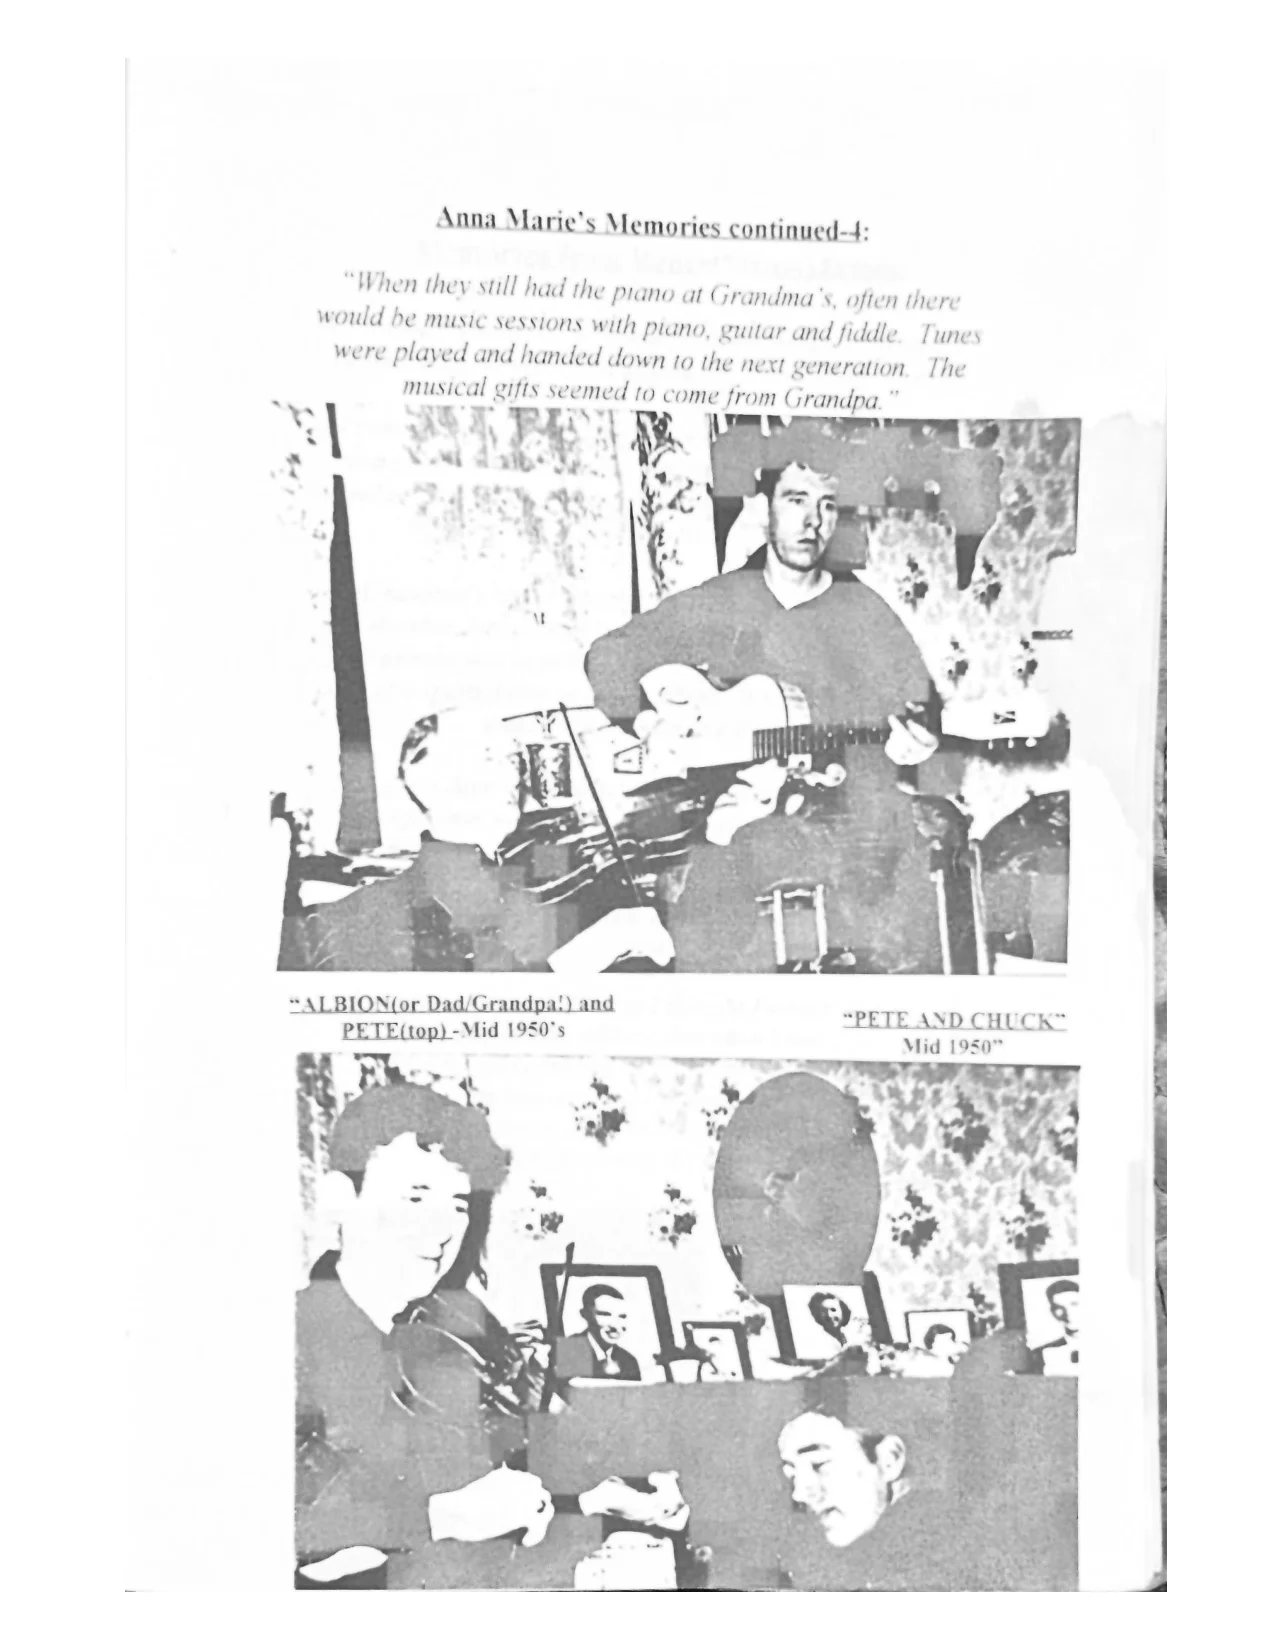 Anna Marie's Memories continued-4:
"When they still had the piano at Grandma's, often there
would be music sessions with piano, guitar and fiddle. Tunes
were played and handed down to the next generation. The
musical gifts seemed to come from Grandpa."
"ALBION(or Dad/Grandpa!) and
PETE(top)-Mid 1950's
"PETE AND CHUCK"
Mid 1950"